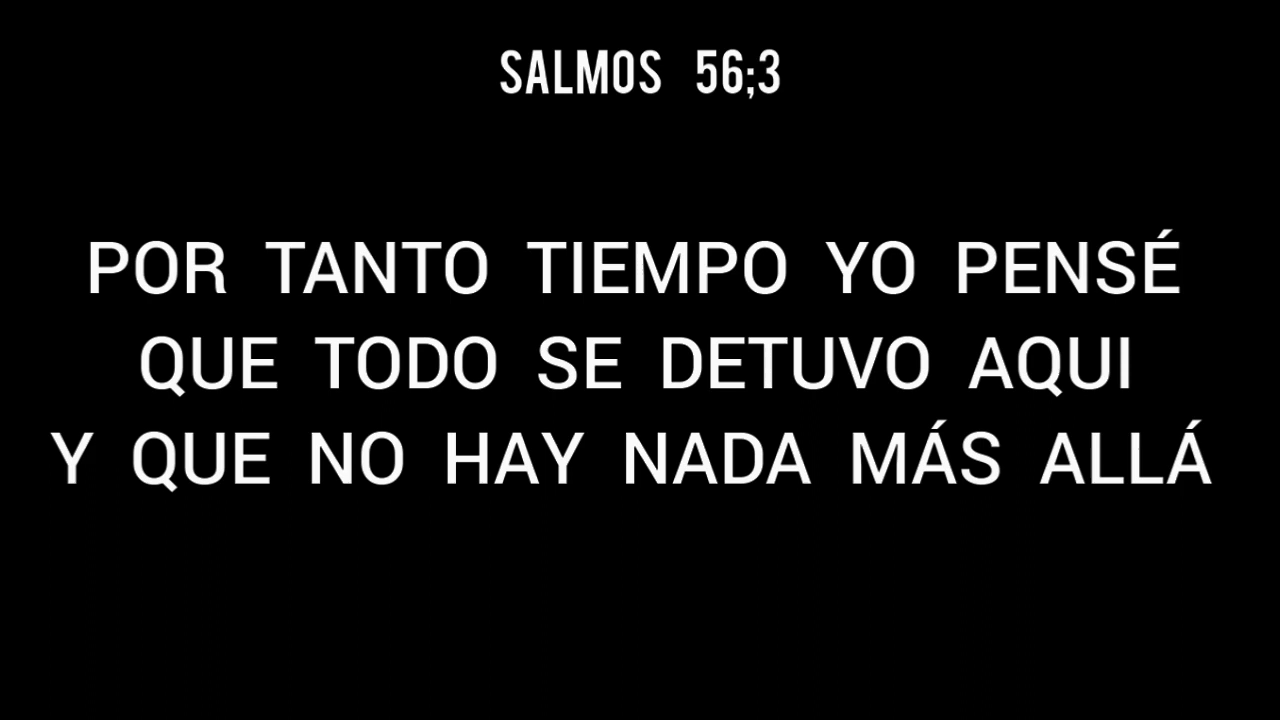 SALMOS 56;3
POR TANTO TIEMPO YO PENSÉ
QUE TODO SE DETUVO AQUI
Y QUE NO HAY NADA MÁS ALLÁ